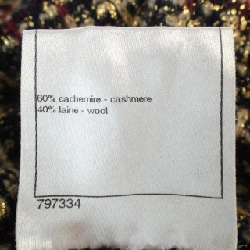 60% cachemire - cashmere
40% laine - wool
797334